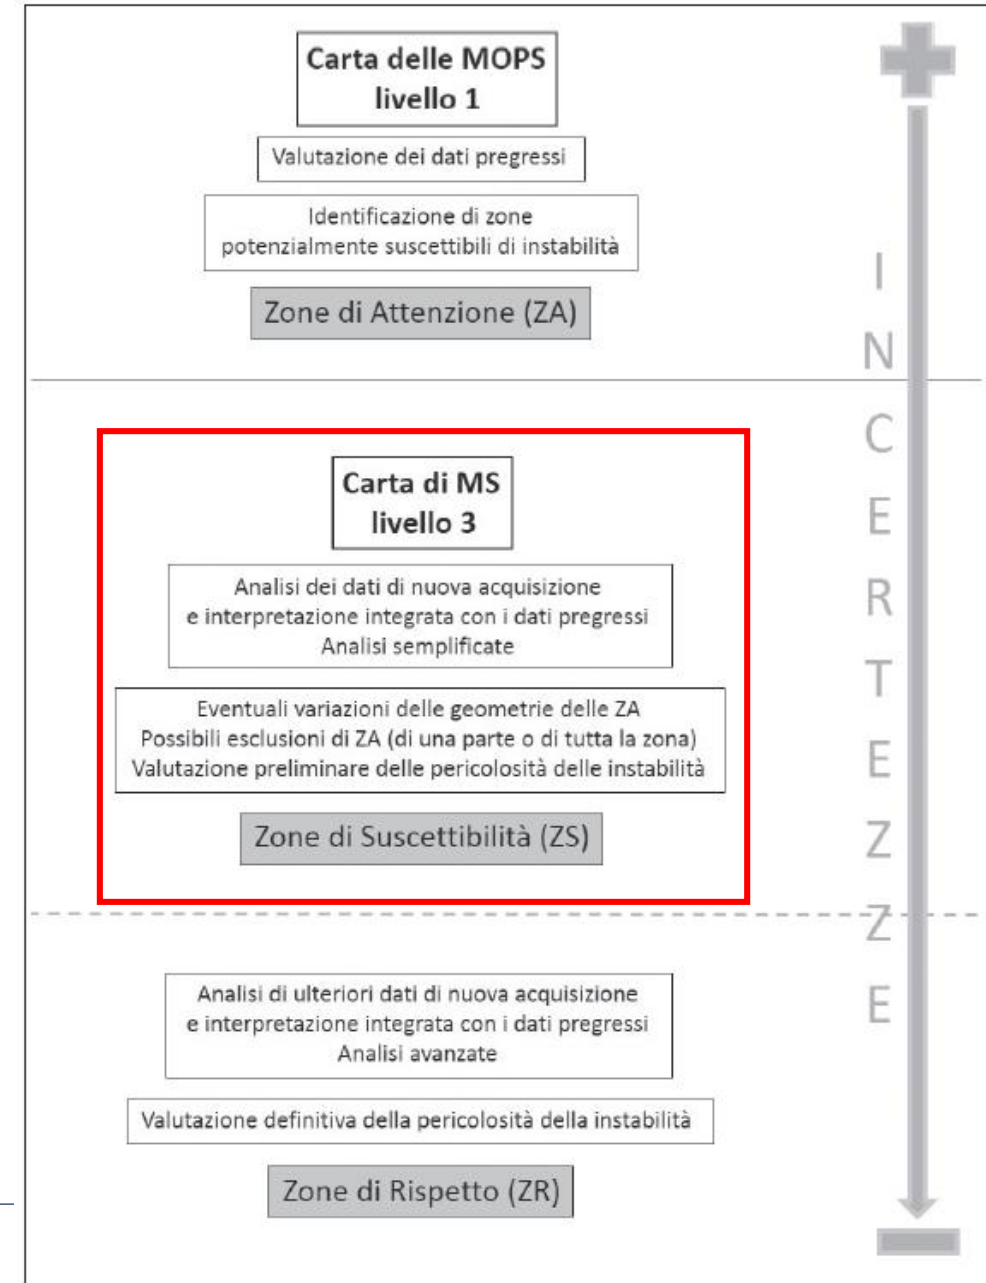 Carta delle MOPS
livello 1
Valutazione dei dati pregressi
Identificazione di zone
potenzialmente suscettibili di instabilità
Zone di Attenzione (ZA)
Carta di MS
livello 3
Analisi dei dati di nuova acquisizione
e interpretazione integrata con i dati pregressi
Analisi semplificate
Eventuali variazioni delle geometrie delle ZA
Possibili esclusioni di ZA (di una parte o di tutta la zona)
Valutazione preliminare delle pericolosità delle instabilità
Zone di Suscettibilità (ZS)
Analisi di ulteriori dati di nuova acquisizione
e interpretazione integrata con i dati pregressi
Analisi avanzate
Valutazione definitiva della pericolosità della instabilità
Zone di Rispetto (ZR)
INCERTEZZE